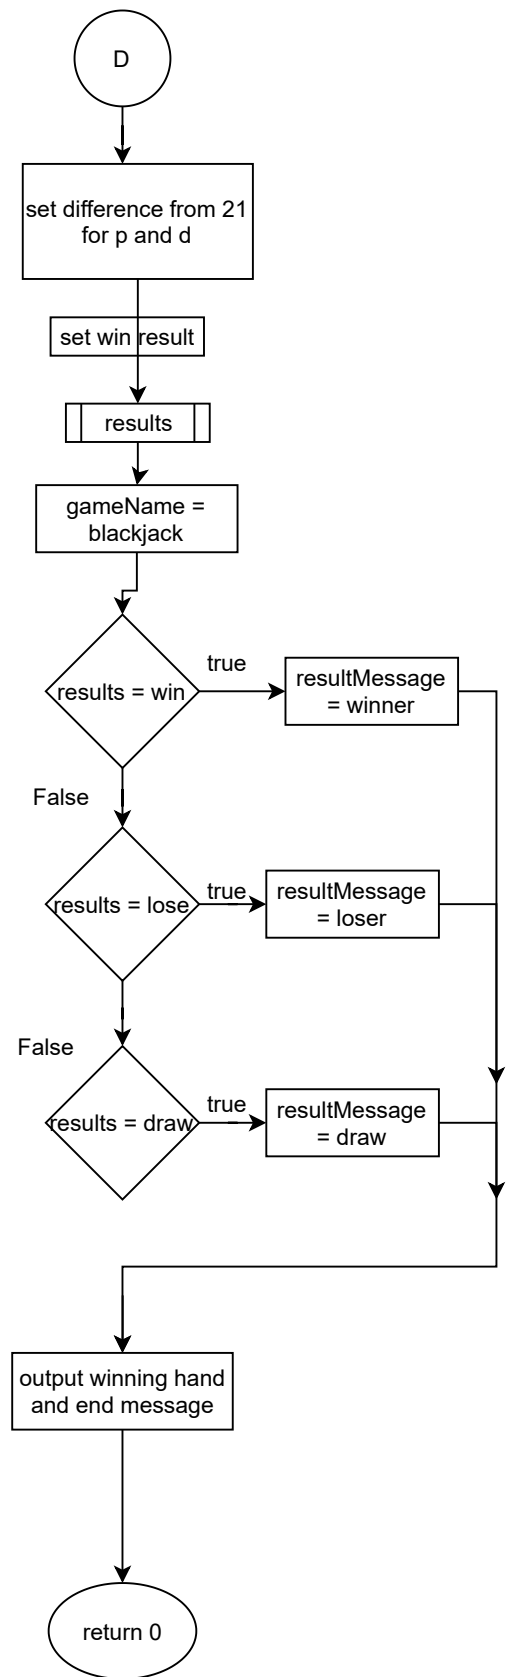 D
set difference from 21
for p and d
set win result
results
gameName =
blackjack
results = win
true
resultMessage
= winner
False
results = lose
true
resultMessage
= loser
False
results = draw
true
resultMessage
= draw
output winning hand
and end message
return 0